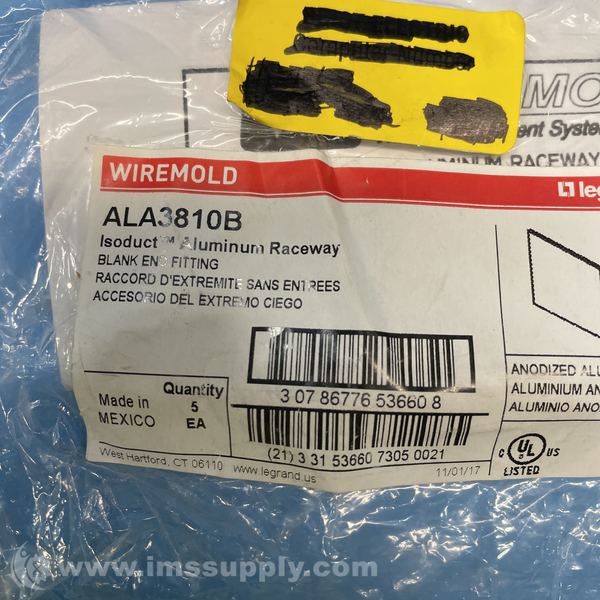 MO
ent System
UMINUM RACEWAY
WIREMOLD
leg
ALA3810B
Isoduct™ Aluminum Raceway
BLANK END FITTING
RACCORD D'EXTREMITE SANS ENTREES
ACCESORIO DEL EXTREMO CIEGO
3 07 86776 53660 8
Made in
MEXICO
Quantity
5
EA
(21) 3 31 53660 7305 0021
ANODIZED ALU
ALUMINIUM AN
ALUMINIO ANO
West Hartford, CT 06110 www.legrand.us 11/01/17
C UL US
LISTED
www.imssupply.com